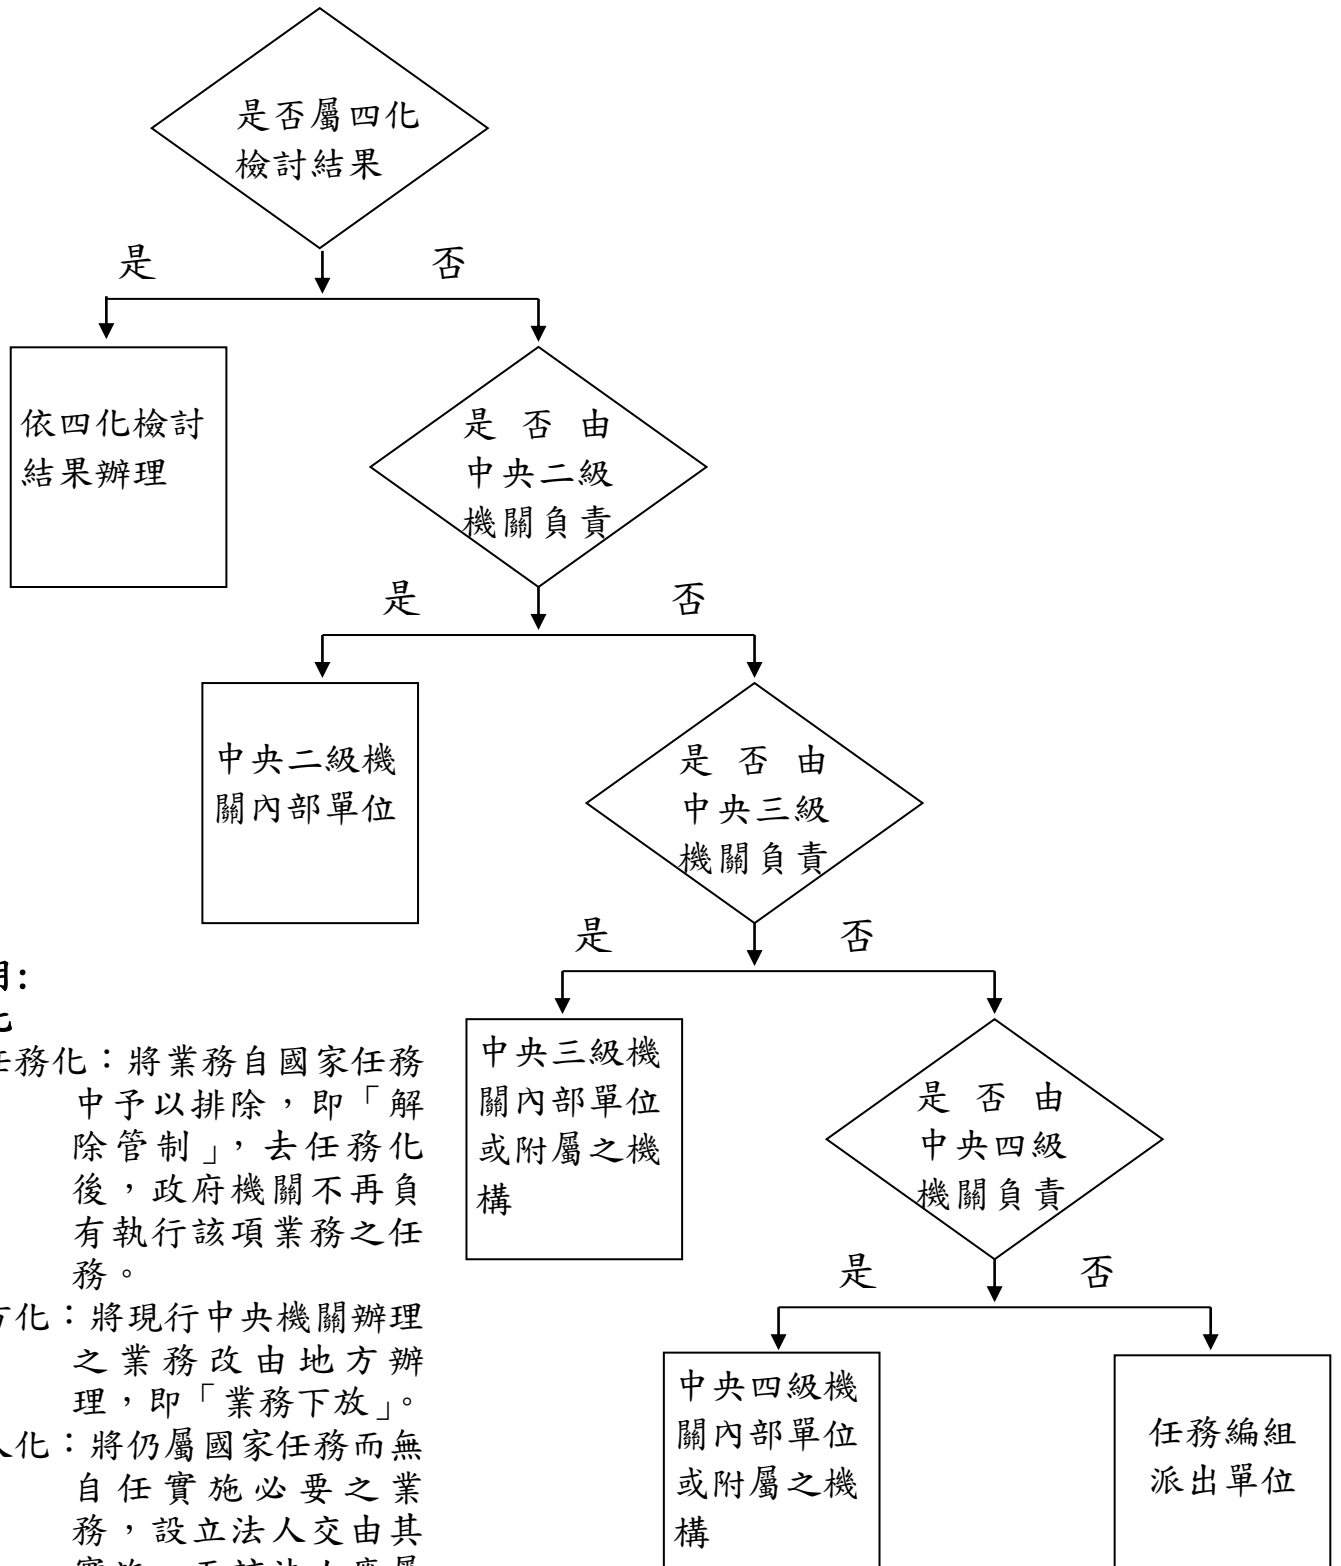 是否屬四化
檢討結果
是
否
依四化檢討
結果辦理
是否由
中央二級
機關負責
是
否
中央二級機
關內部單位
是否由
中央三級
機關負責
是
否
中央三級機
關內部單位
或附屬之機
構
是否由
中央四級
機關負責
是
否
中央四級機
關內部單位
或附屬之機
構
任務編組
派出單位
:
化
任務化：將業務自國家任務
中予以排除，即「解
除管制」，去任務化
後，政府機關不再負
有執行該項業務之任
務。
方化：將現行中央機關辦理
之業務改由地方辦
理，即「業務下放」。
人化：將仍屬國家任務而無
自任實施必要之業
務，設立法人交由其